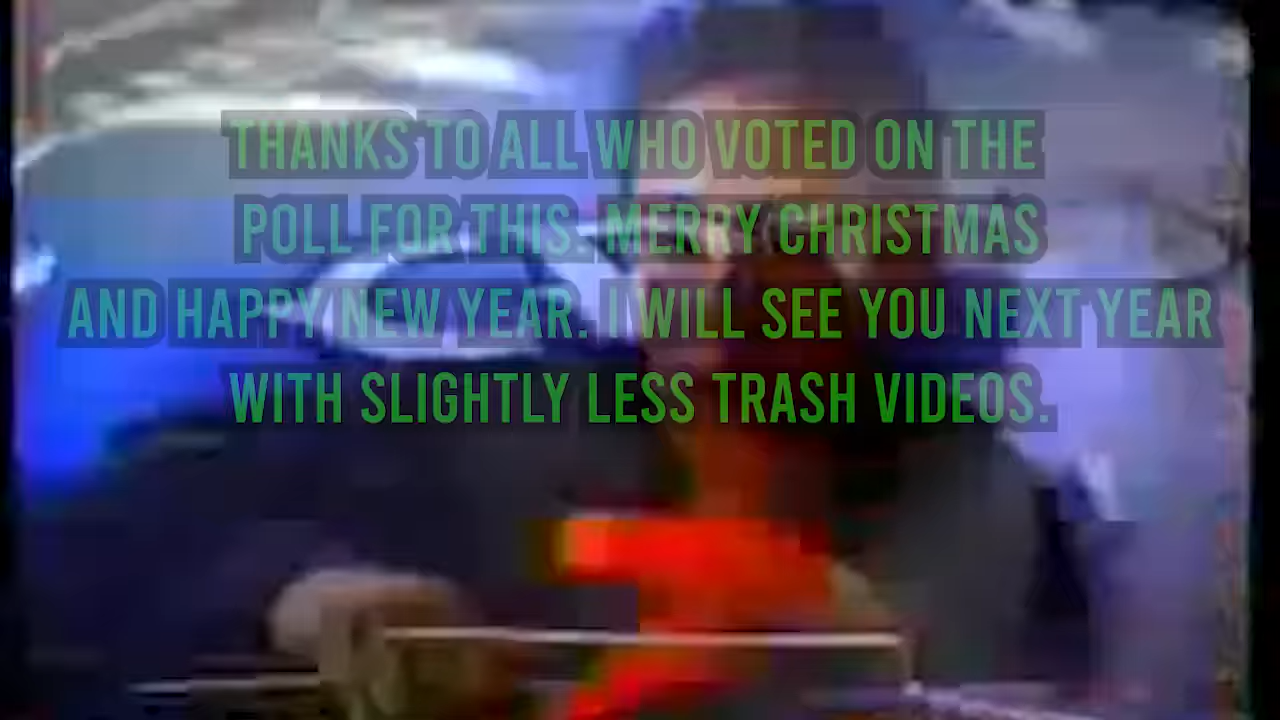 THANKS TO ALL WHO VOTED ON THE
POLL FOR THIS. MERRY CHRISTMAS
AND HAPPY NEW YEAR. I WILL SEE YOU NEXT YEAR
WITH SLIGHTLY LESS TRASH VIDEOS.